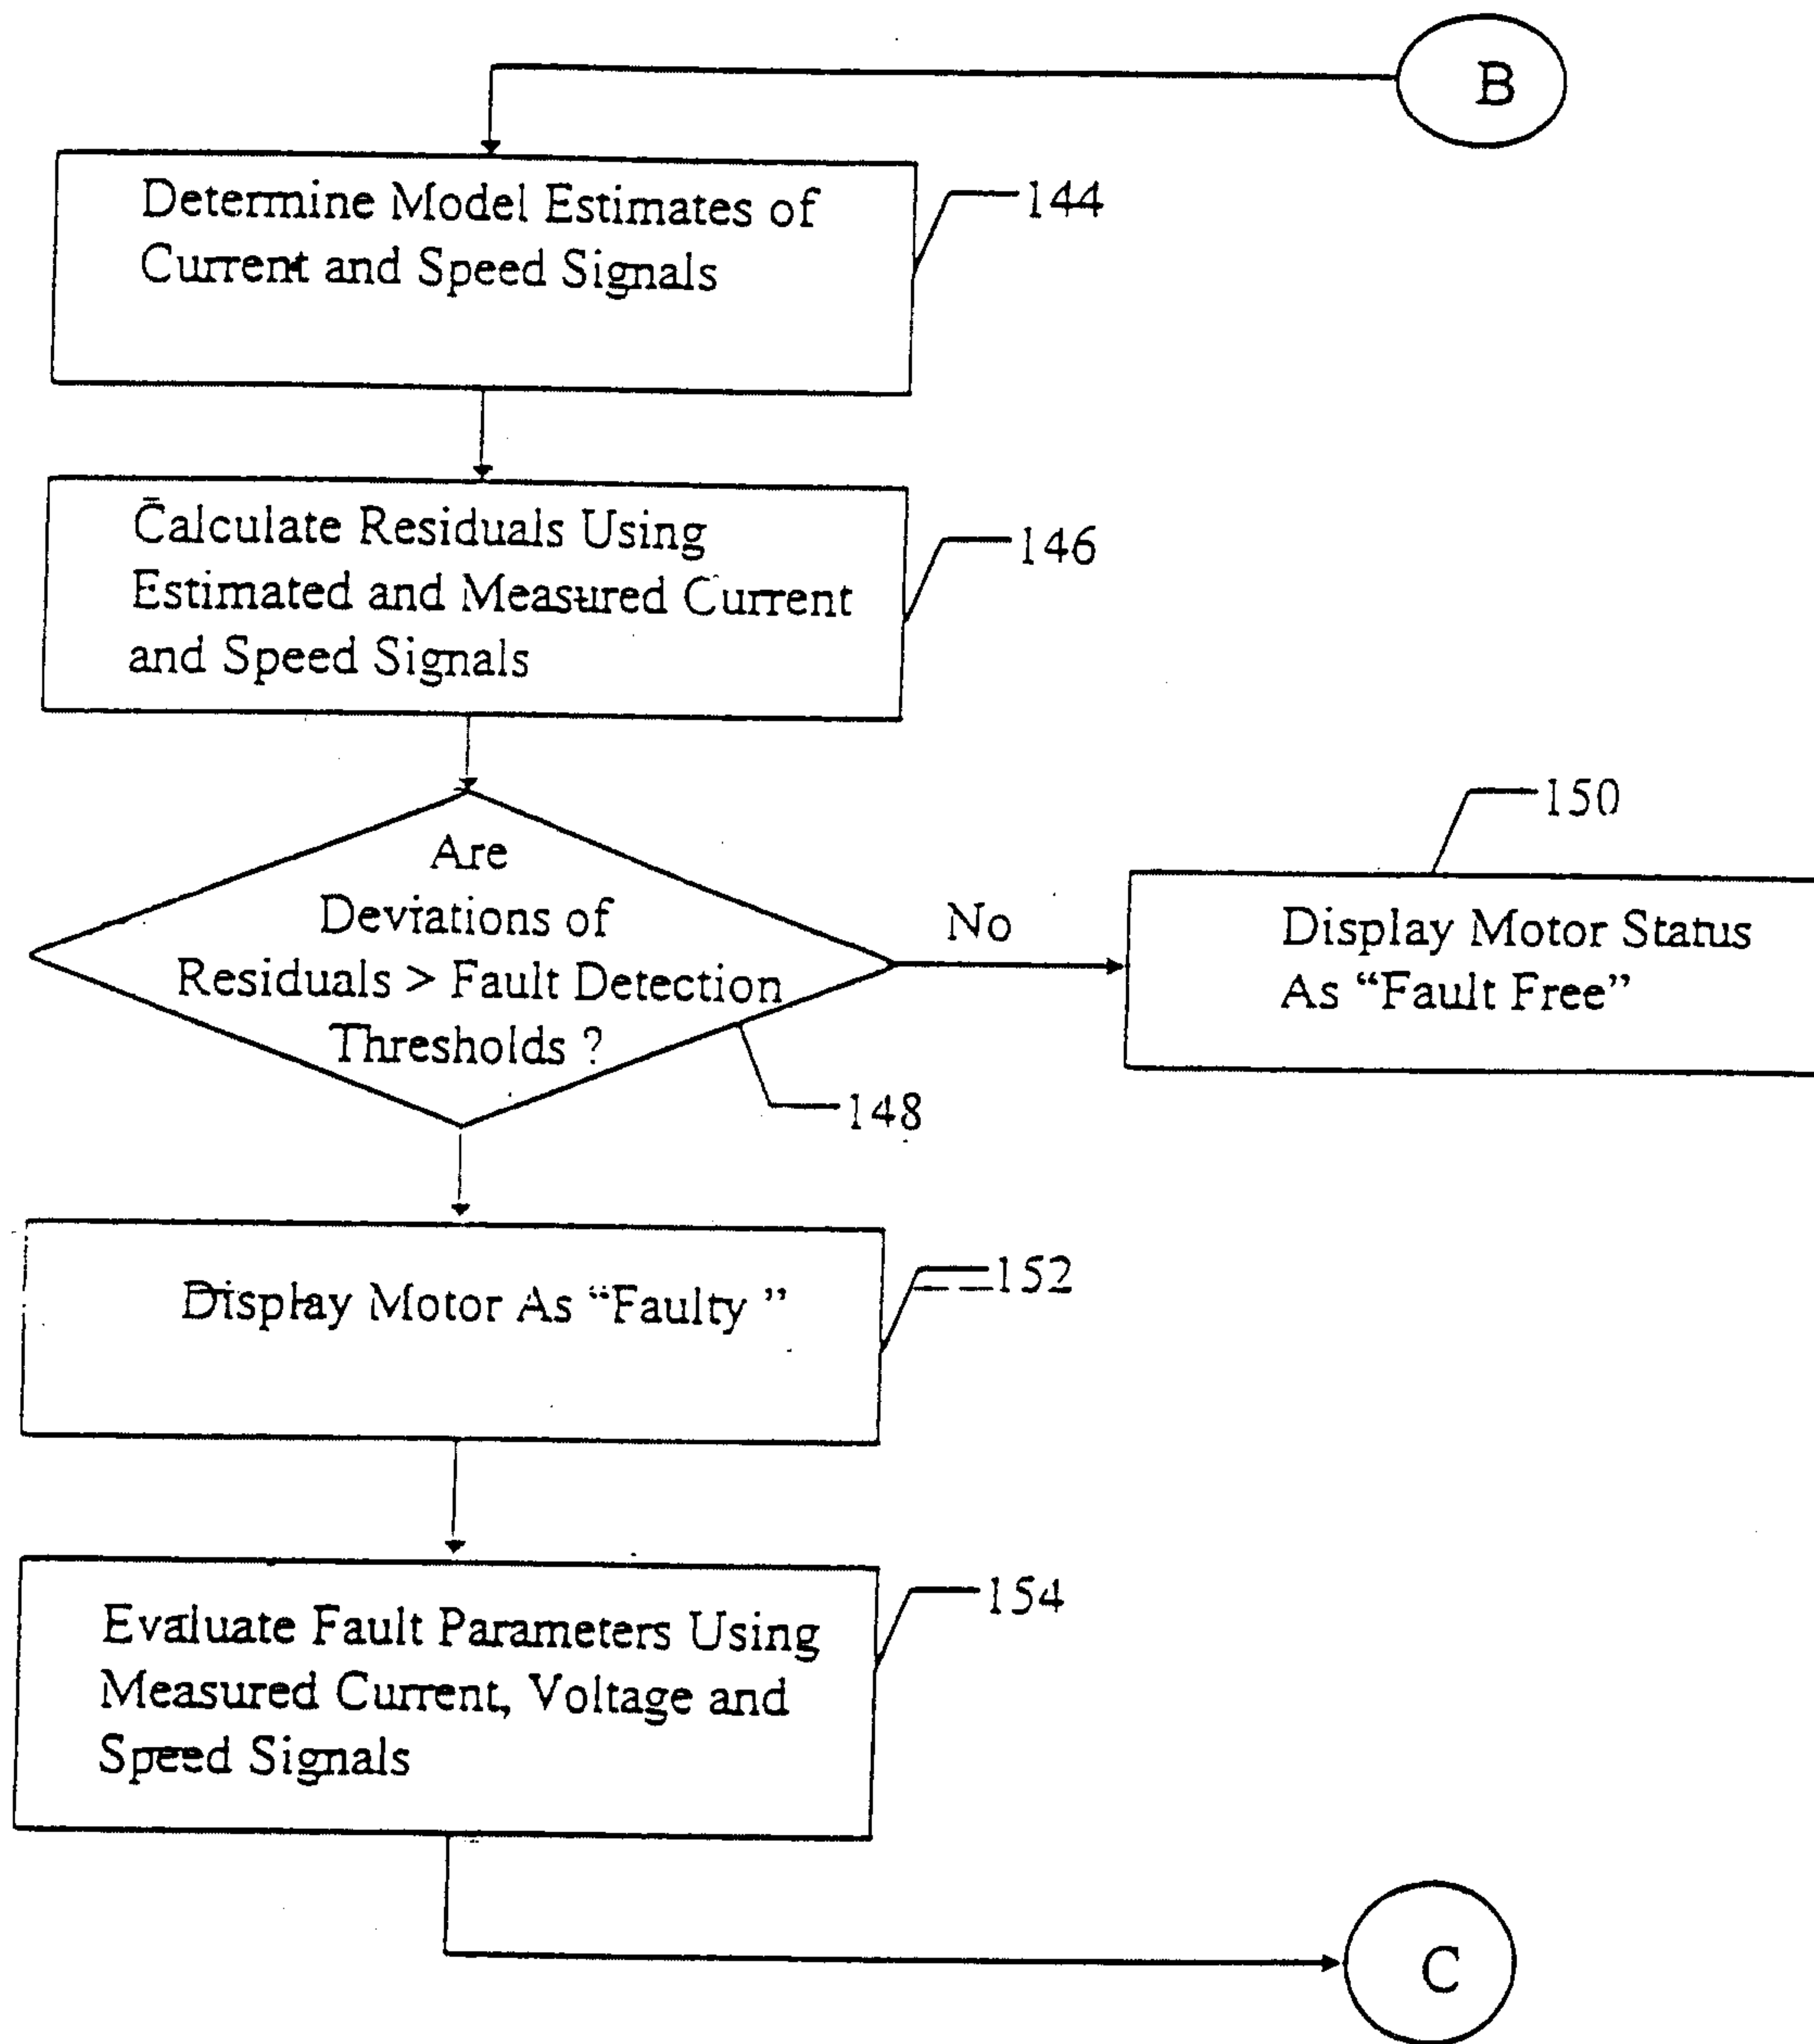 B
Determine Model Estimates of
Current and Speed Signals
144
Calculate Residuals Using
Estimated and Measured Current
and Speed Signals
146
Are
Deviations of
Residuals > Fault Detection
Thresholds ?
148
No
150
Display Motor Status
As “Fault Free”
Display Motor As “Faulty ”
152
Evaluate Fault Parameters Using
Measured Current, Voltage and
Speed Signals
154
C